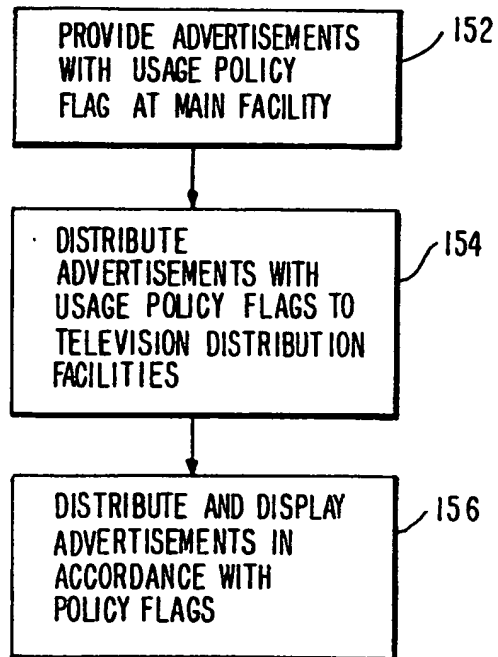 PROVIDE ADVERTISEMENTS
WITH USAGE POLICY
FLAG AT MAIN FACILITY
152
DISTRIBUTE
ADVERTISEMENTS WITH
USAGE POLICY FLAGS TO
TELEVISION DISTRIBUTION
FACILITIES
154
DISTRIBUTE AND DISPLAY
ADVERTISEMENTS IN
ACCORDANCE WITH
POLICY FLAGS
156